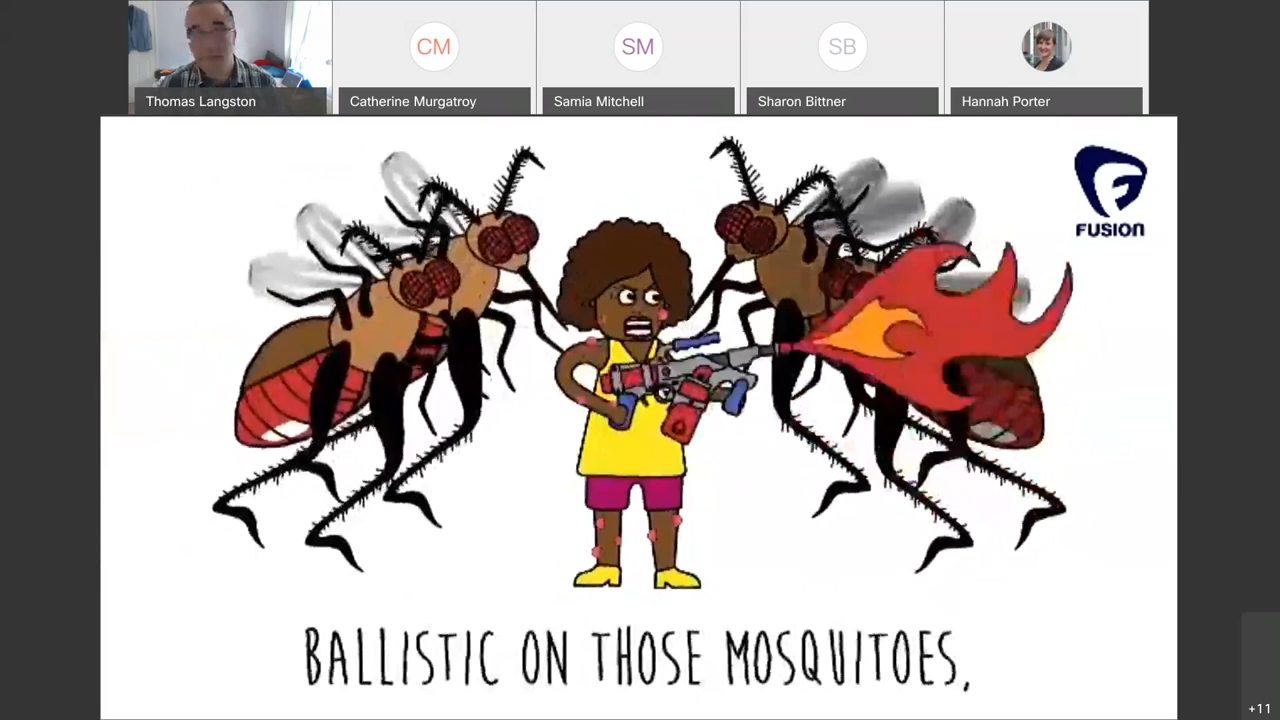 CM
SM
SB
Thomas Langston
Catherine Murgatroy
Samia Mitchell
Sharon Bittner
Hannah Porter
FUSION
BALLISTIC ON THOSE MOSQUITOES,
+11